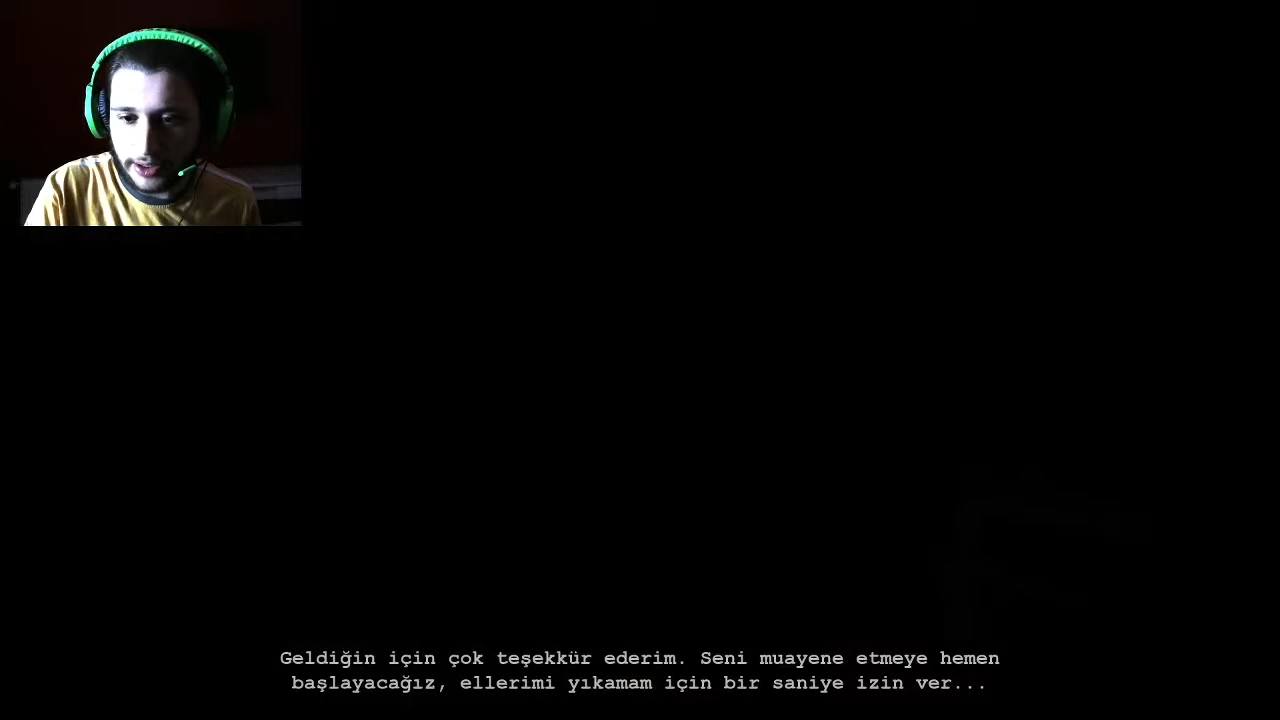 Geldiğin için çok teşekkür ederim. Seni muayene etmeye hemen
başlayacağız, ellerimi yıkamam için bir saniye izin ver...